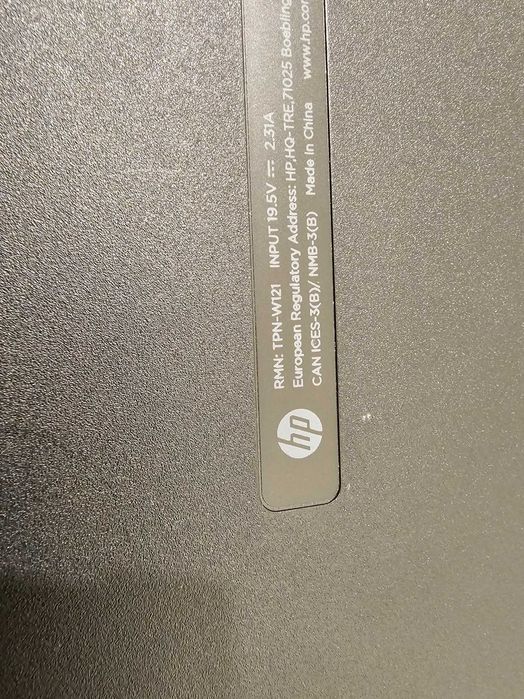 hp
RMN: TPN-W121 INPUT 19.5V ⎓ 2.31A
European Regulatory Address: HP,HQ-TRE,71025 Boebling
CAN ICES-3(B)/ NMB-3(B) Made In China www.hp.com